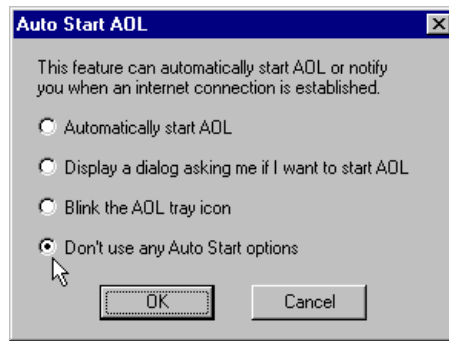 Auto Start AOL
This feature can automatically start AOL or notify
you when an internet connection is established.
Automatically start AOL
Display a dialog asking me if I want to start AOL
Blink the AOL tray icon
Don't use any Auto Start options
OK Cancel